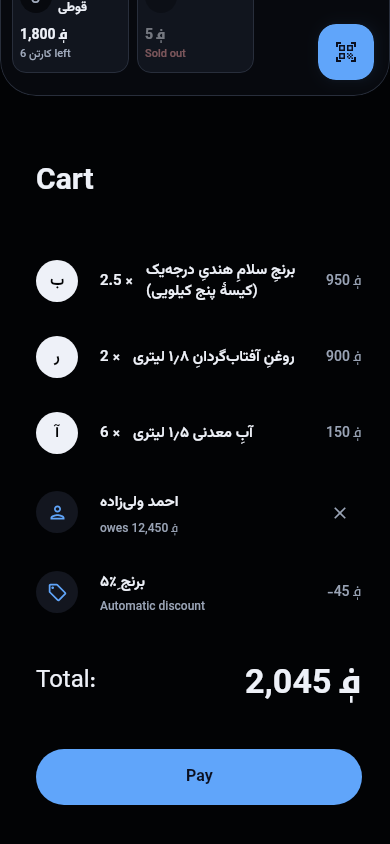 قوطی
1,800 ؋
6 کارتن left
5 ؋
Sold out
Cart
ب
2.5 × برنجِ سلامِ هندیِ درجه‌یک
(کیسهٔ پنج کیلویی)
950 ؋
ر
2 × روغنِ آفتاب‌گردانِ ۱٫۸ لیتری
900 ؋
آ
6 × آبِ معدنی ۱٫۵ لیتری
150 ؋
احمد ولی‌زاده
owes 12,450 ؋
برنج ۵٪
Automatic discount
-45 ؋
Total:
2,045 ؋
Pay